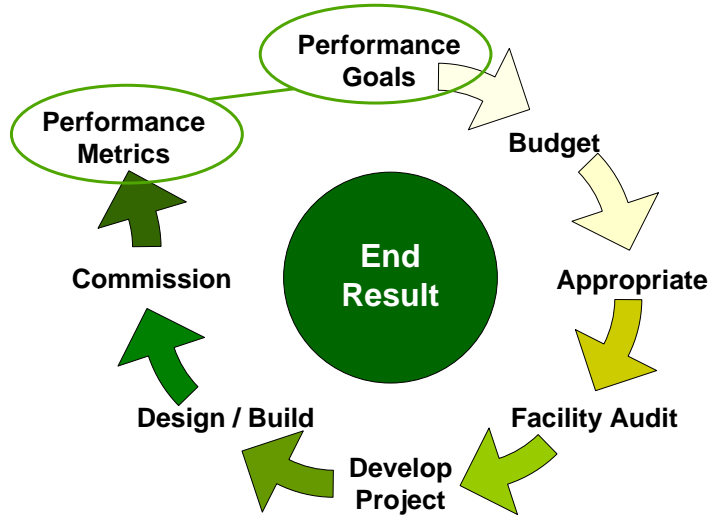 Performance
Goals
Performance
Metrics
Budget
End
Result
Commission
Appropriate
Design / Build
Facility Audit
Develop
Project